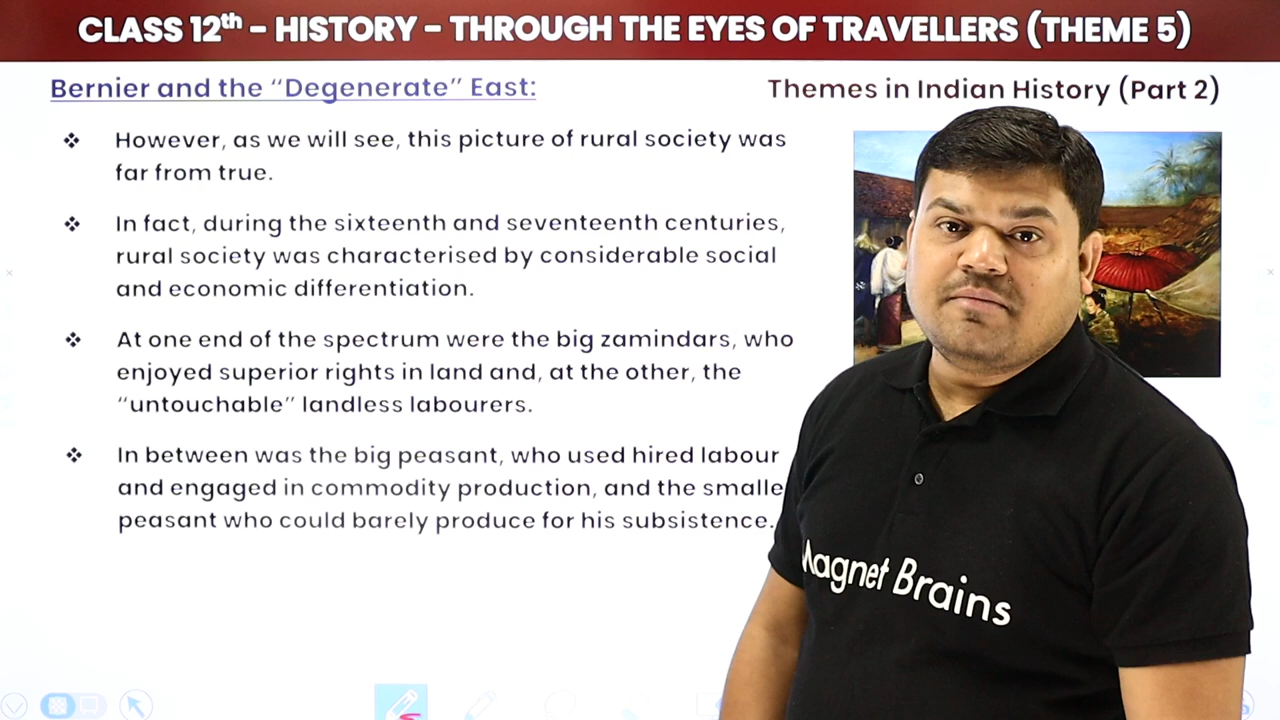 CLASS 12th – HISTORY – THROUGH THE EYES OF TRAVELLERS (THEME 5)
Bernier and the “Degenerate” East:
Themes in Indian History (Part 2)
❖ However, as we will see, this picture of rural society was
far from true.
❖ In fact, during the sixteenth and seventeenth centuries,
rural society was characterised by considerable social
and economic differentiation.
❖ At one end of the spectrum were the big zamindars, who
enjoyed superior rights in land and, at the other, the
“untouchable” landless labourers.
❖ In between was the big peasant, who used hired labour
and engaged in commodity production, and the smalle
peasant who could barely produce for his subsistence.
Magnet Brains